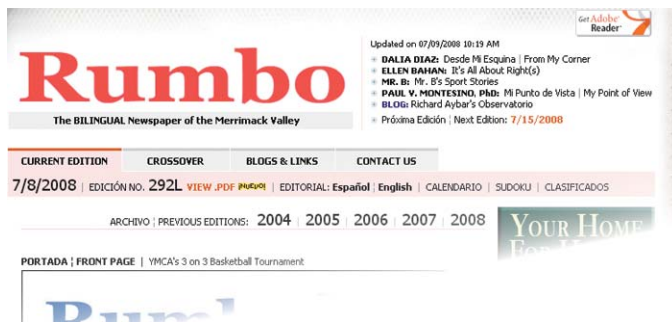 Get Adobe Reader
Updated on 07/09/2008 10:19 AM
Rumbo
DALIA DIAZ: Desde Mi Esquina | From My Corner
ELLEN BAHAN: It's All About Right(s)
MR. B: Mr. B's Sport Stories
PAUL V. MONTESINO, PhD: Mi Punto de Vista | My Point of View
BLOG: Richard Aybar's Observatorio
The BILINGUAL Newspaper of the Merrimack Valley
Próxima Edición | Next Edition: 7/15/2008
CURRENT EDITION CROSSOVER BLOGS & LINKS CONTACT US
7/8/2008 | EDICIÓN NO. 292L VIEW .PDF ¡NUEVO! | EDITORIAL: Español | English | CALENDARIO | SUDOKU | CLASIFICADOS
ARCHIVO | PREVIOUS EDITIONS: 2004 | 2005 | 2006 | 2007 | 2008
YOUR HOME
PORTADA | FRONT PAGE | YMCA's 3 on 3 Basketball Tournament